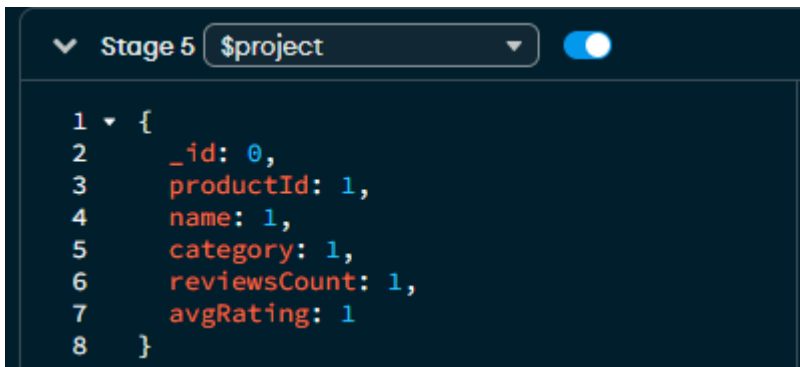 Stage 5 $project
1 {
2 _id: 0,
3 productId: 1,
4 name: 1,
5 category: 1,
6 reviewsCount: 1,
7 avgRating: 1
8 }